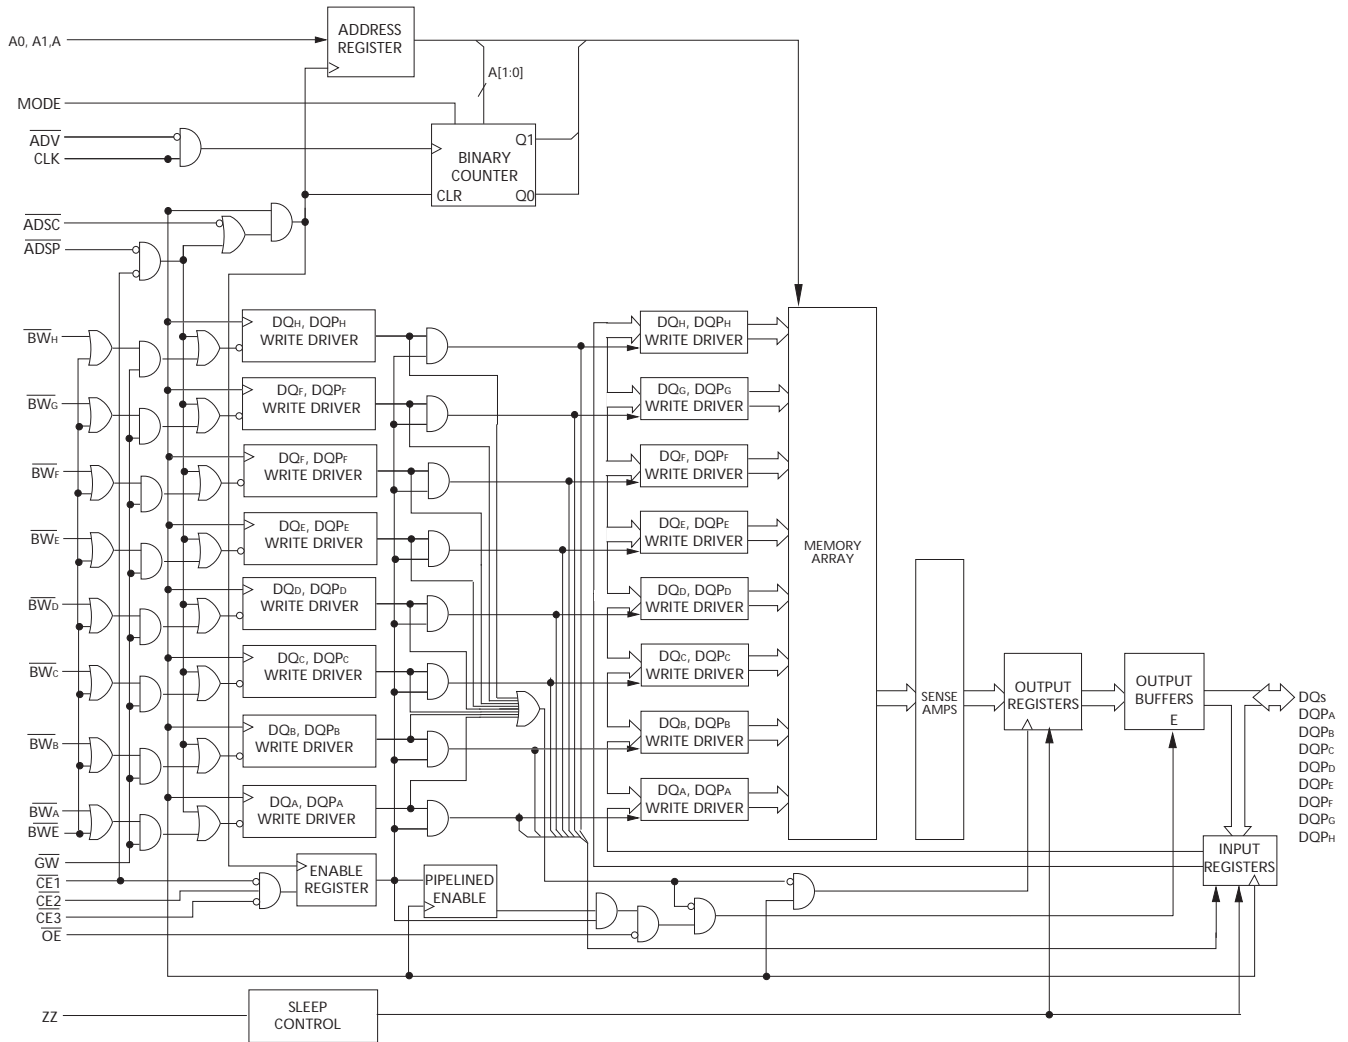 A0, A1,A
ADDRESS
REGISTER
A[1:0]
MODE
ADV
CLK
BINARY
COUNTER
Q1
CLR
Q0
ADSC
ADSP
BWH
DQH, DQPH
WRITE DRIVER
DQH, DQPH
WRITE DRIVER
BWG
DQF, DQPF
WRITE DRIVER
DQG, DQPG
WRITE DRIVER
BWF
DQF, DQPF
WRITE DRIVER
DQF, DQPF
WRITE DRIVER
BWE
DQE, DQPE
WRITE DRIVER
DQE, DQPE
WRITE DRIVER
MEMORY
ARRAY
BWD
DQD, DQPD
WRITE DRIVER
DQD, DQPD
WRITE DRIVER
BWC
DQC, DQPC
WRITE DRIVER
DQC, DQPC
WRITE DRIVER
SENSE
AMPS
OUTPUT
REGISTERS
OUTPUT
BUFFERS
E
BWB
DQB, DQPB
WRITE DRIVER
DQB, DQPB
WRITE DRIVER
DQs
DQPA
DQPB
DQPC
DQPD
DQPE
DQPF
DQPG
DQPH
BWA
BWE
DQA, DQPA
WRITE DRIVER
DQA, DQPA
WRITE DRIVER
GW
CE1
CE2
CE3
OE
ENABLE
REGISTER
PIPELINED
ENABLE
INPUT
REGISTERS
ZZ
SLEEP
CONTROL